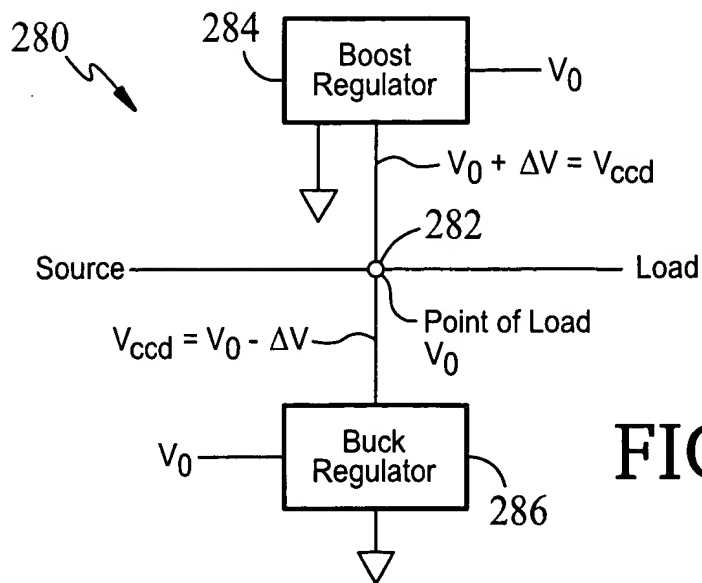 280
284
Boost
Regulator
V₀
V₀ + ΔV = Vccd
282
Source
Load
Point of Load
V₀
Vccd = V₀ - ΔV
V₀
Buck
Regulator
286
FIG